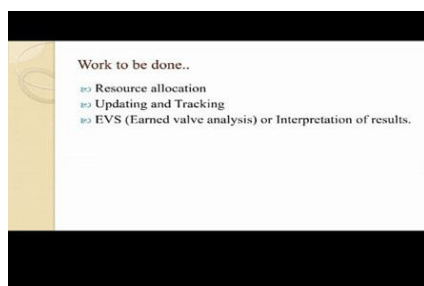 Work to be done..
Resource allocation
Updating and Tracking
EVS (Earned valve analysis) or Interpretation of results.